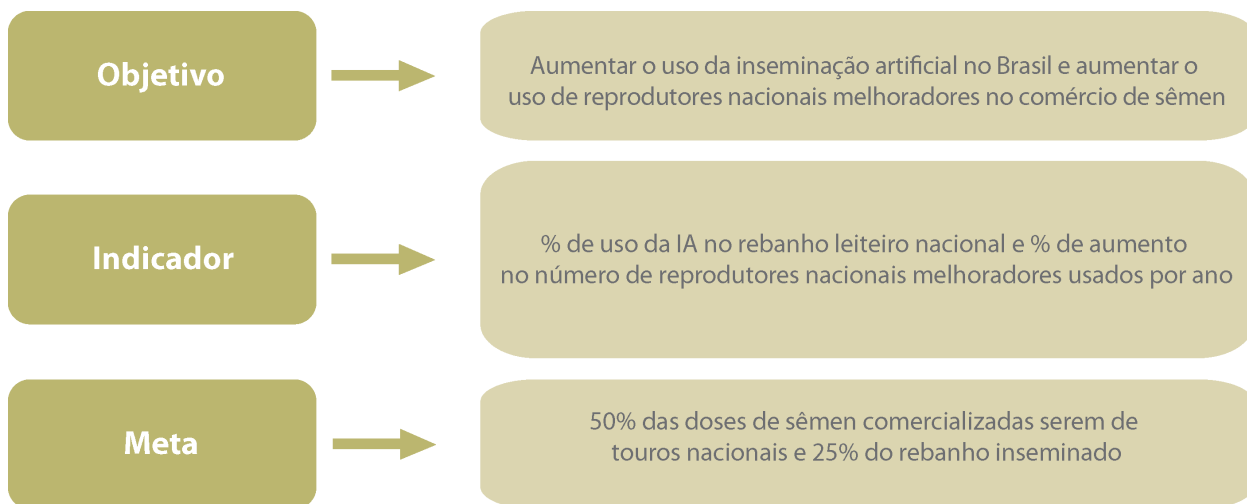 Objetivo
Aumentar o uso da inseminação artificial no Brasil e aumentar o
uso de reprodutores nacionais melhoradores no comércio de sêmen
Indicador
% de uso da IA no rebanho leiteiro nacional e % de aumento
no número de reprodutores nacionais melhoradores usados por ano
Meta
50% das doses de sêmen comercializadas serem de
touros nacionais e 25% do rebanho inseminado